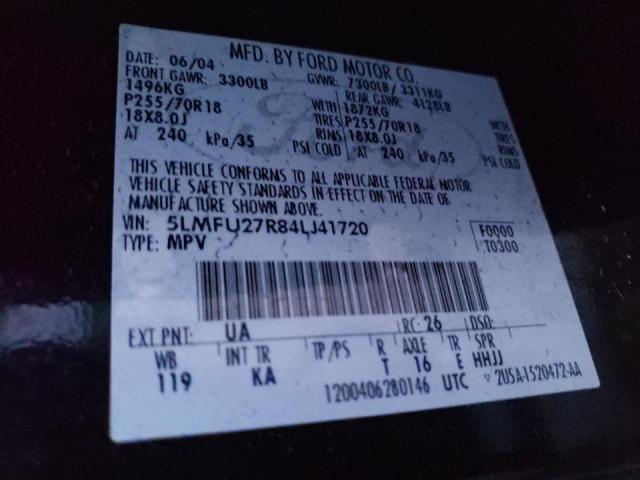 MFD. BY FORD MOTOR CO.
DATE: 06/04 GVWR: 7300LB / 3311KG
FRONT GAWR: 3300LB REAR GAWR: 4128LB
1496KG WITH 1872KG WITH
P255/70R18 TIRES P255/70R18 TIRES
18X8.0J RIMS 18X8.0J RIMS
AT 240 kPa/35 PSI COLD AT 240 kPa/35 PSI COLD
THIS VEHICLE CONFORMS TO ALL APPLICABLE FEDERAL MOTOR
VEHICLE SAFETY STANDARDS IN EFFECT ON THE DATE OF
MANUFACTURE SHOWN ABOVE.
VIN: 5LMFU27R84LJ41720 F0000
TYPE: MPV T0300
EXT PNT: UA RC: 26 DSO:
WB INT TR TP/PS R AXLE TR SPR
119 KA T 16 E HHJJ
1200406280146 UTC 2U5A-1520472-AA